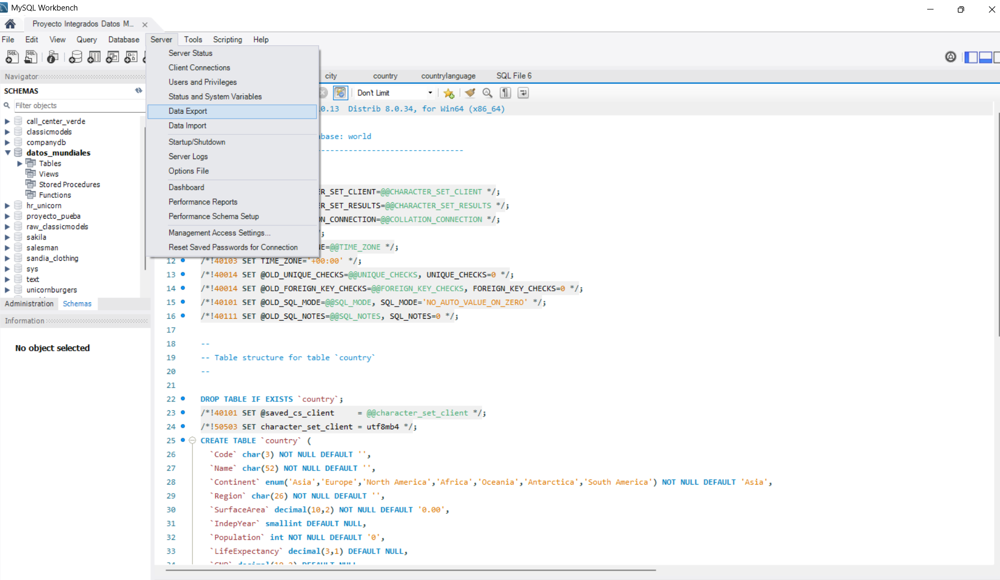 MySQL Workbench
Proyecto Integrados Datos M...
File Edit View Query Database Server Tools Scripting Help
Server Status
Client Connections
Users and Privileges
Status and System Variables
Data Export
Data Import
Startup/Shutdown
Server Logs
Options File
Dashboard
Performance Reports
Performance Schema Setup
Management Access Settings...
Reset Saved Passwords for Connection
Navigator
SCHEMAS
Filter objects
call_center_verde
classicmodels
companydb
datos_mundiales
Tables
Views
Stored Procedures
Functions
hr_unicorn
proyecto_pueba
raw_classicmodels
sakila
salesman
sandia_clothing
sys
text
unicornburgers
Administration Schemas
Information
No object selected
city country countrylanguage SQL File 6
Don't Limit
.0.13  Distrib 8.0.34, for Win64 (x86_64)
base: world
-------------------------------
R_SET_CLIENT=@@CHARACTER_SET_CLIENT */;
R_SET_RESULTS=@@CHARACTER_SET_RESULTS */;
N_CONNECTION=@@COLLATION_CONNECTION */;
;
NE=@@TIME_ZONE */;
12 /*!40103 SET TIME_ZONE='+00:00' */;
13 /*!40014 SET @OLD_UNIQUE_CHECKS=@@UNIQUE_CHECKS, UNIQUE_CHECKS=0 */;
14 /*!40014 SET @OLD_FOREIGN_KEY_CHECKS=@@FOREIGN_KEY_CHECKS, FOREIGN_KEY_CHECKS=0 */;
15 /*!40101 SET @OLD_SQL_MODE=@@SQL_MODE, SQL_MODE='NO_AUTO_VALUE_ON_ZERO' */;
16 /*!40111 SET @OLD_SQL_NOTES=@@SQL_NOTES, SQL_NOTES=0 */;
17
18 --
19 -- Table structure for table `country`
20 --
21
22 DROP TABLE IF EXISTS `country`;
23 /*!40101 SET @saved_cs_client     = @@character_set_client */;
24 /*!50503 SET character_set_client = utf8mb4 */;
25 CREATE TABLE `country` (
26 `Code` char(3) NOT NULL DEFAULT '',
27 `Name` char(52) NOT NULL DEFAULT '',
28 `Continent` enum('Asia','Europe','North America','Africa','Oceania','Antarctica','South America') NOT NULL DEFAULT 'Asia',
29 `Region` char(26) NOT NULL DEFAULT '',
30 `SurfaceArea` decimal(10,2) NOT NULL DEFAULT '0.00',
31 `IndepYear` smallint DEFAULT NULL,
32 `Population` int NOT NULL DEFAULT '0',
33 `LifeExpectancy` decimal(3,1) DEFAULT NULL,